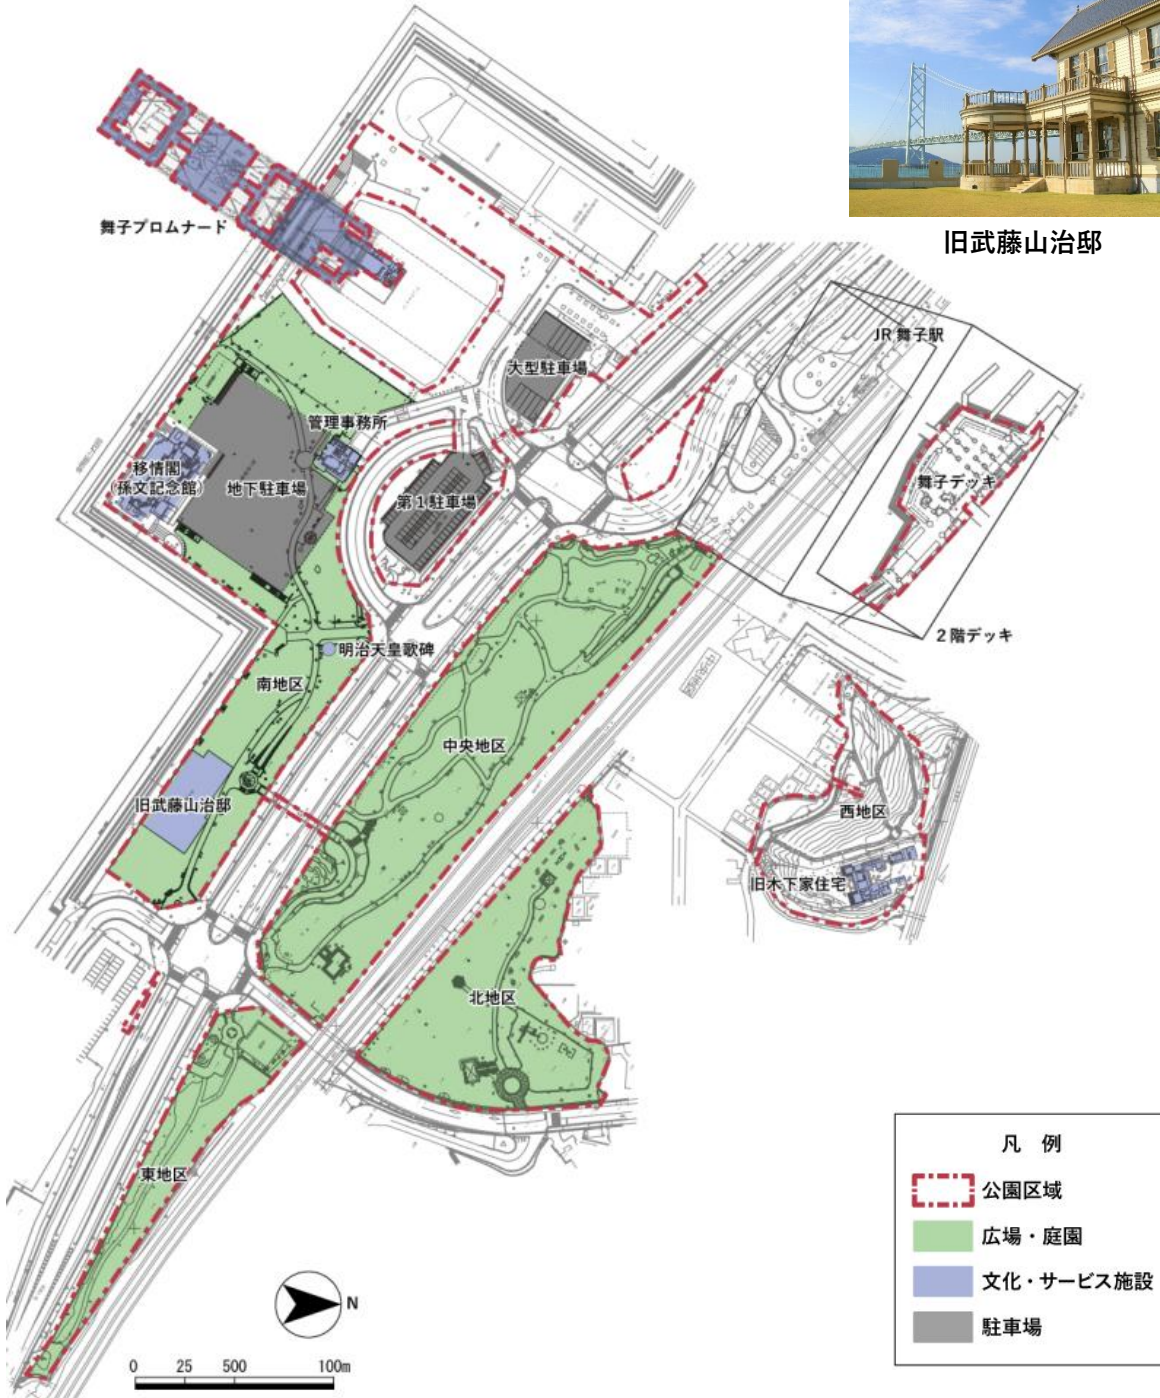 旧武藤山治邸
舞子プロムナード
JR 舞子駅
大型駐車場
管理事務所
移情閣
(孫文記念館)
地下駐車場
第１駐車場
舞子デッキ
２階デッキ
明治天皇歌碑
南地区
中央地区
旧武藤山治邸
西地区
旧木下家住宅
北地区
東地区
N
0 25 500 100m
凡 例
公園区域
広場・庭園
文化・サービス施設
駐車場